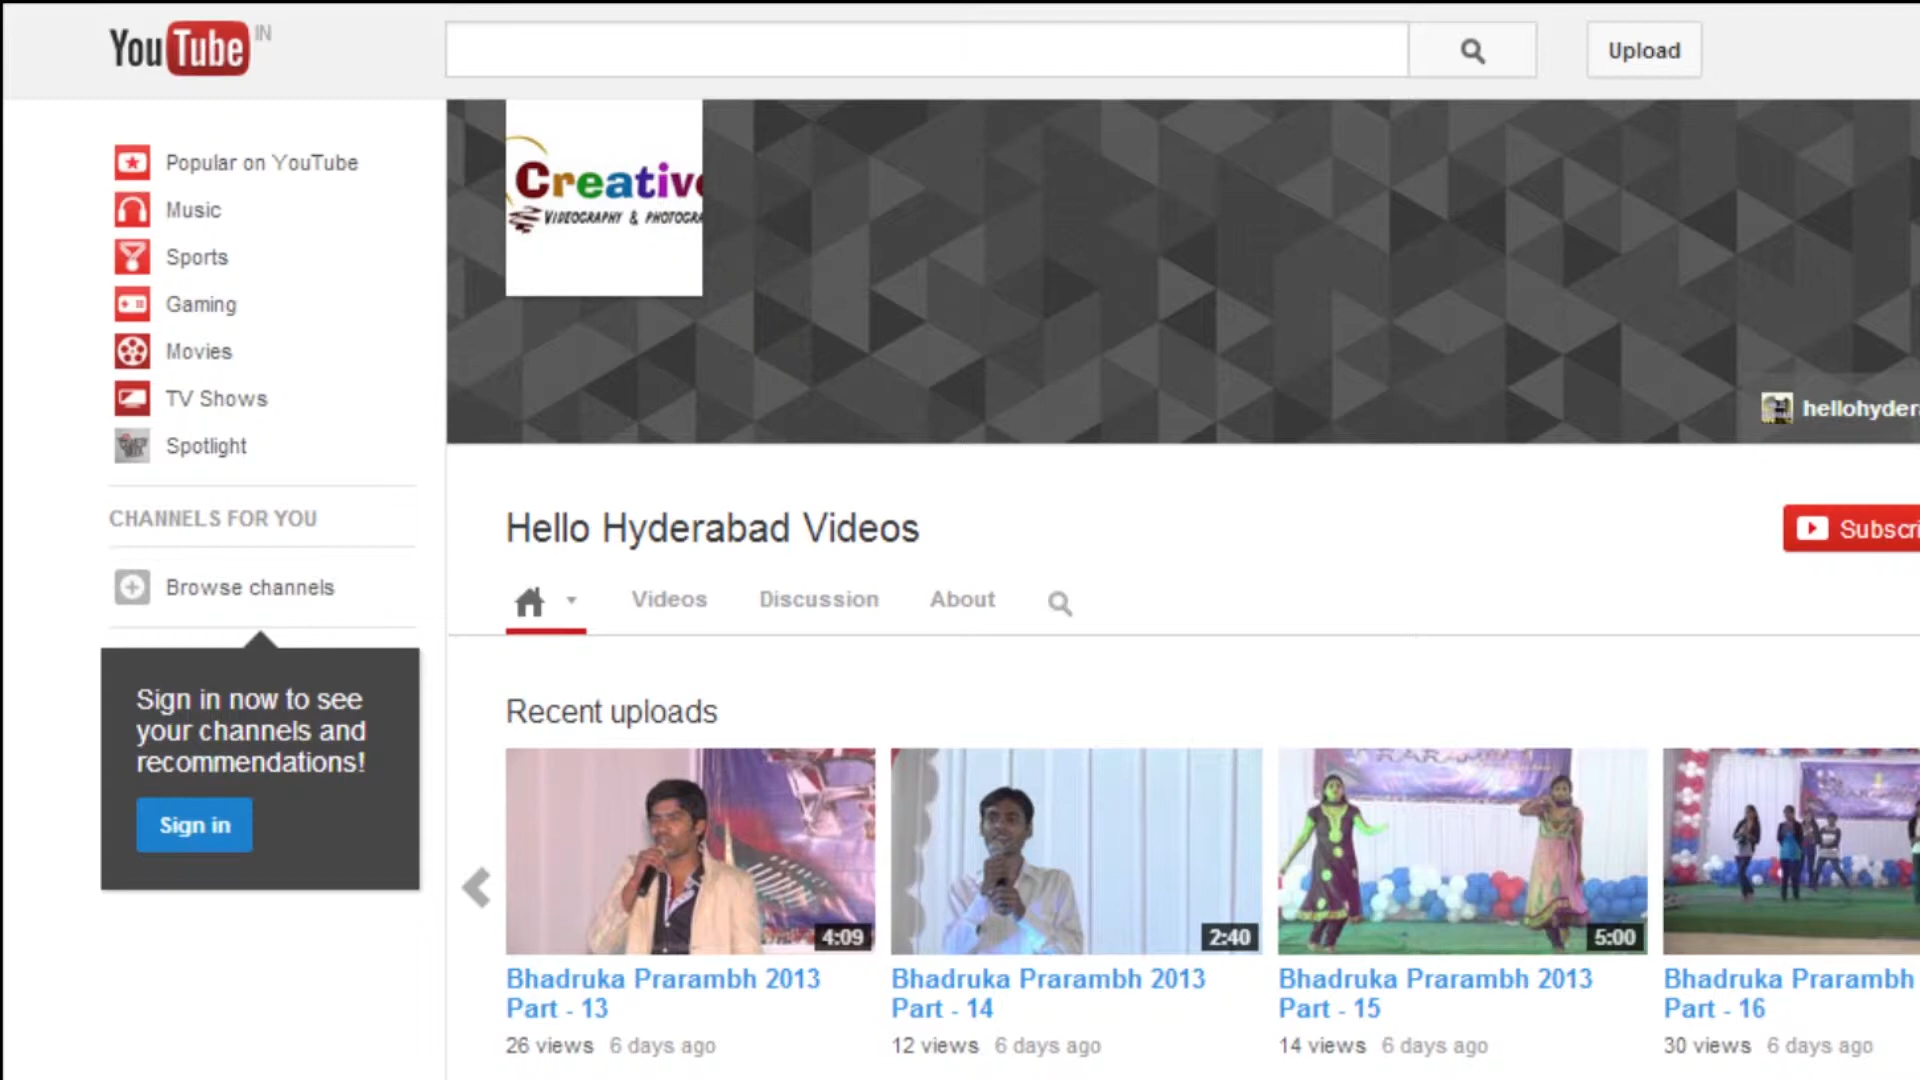 YouTube IN
Upload
Popular on YouTube
Music
Sports
Gaming
Movies
TV Shows
Spotlight
CHANNELS FOR YOU
Browse channels
Sign in now to see
your channels and
recommendations!
Sign in
Creative
VIDEOGRAPHY & PHOTOGRA
hellohydera
Hello Hyderabad Videos
Subscri
Videos
Discussion
About
Recent uploads
PRARAMBH
4:09
2:40
5:00
Bhadruka Prarambh 2013
Part - 13
26 views 6 days ago
Bhadruka Prarambh 2013
Part - 14
12 views 6 days ago
Bhadruka Prarambh 2013
Part - 15
14 views 6 days ago
Bhadruka Prarambh
Part - 16
30 views 6 days ago